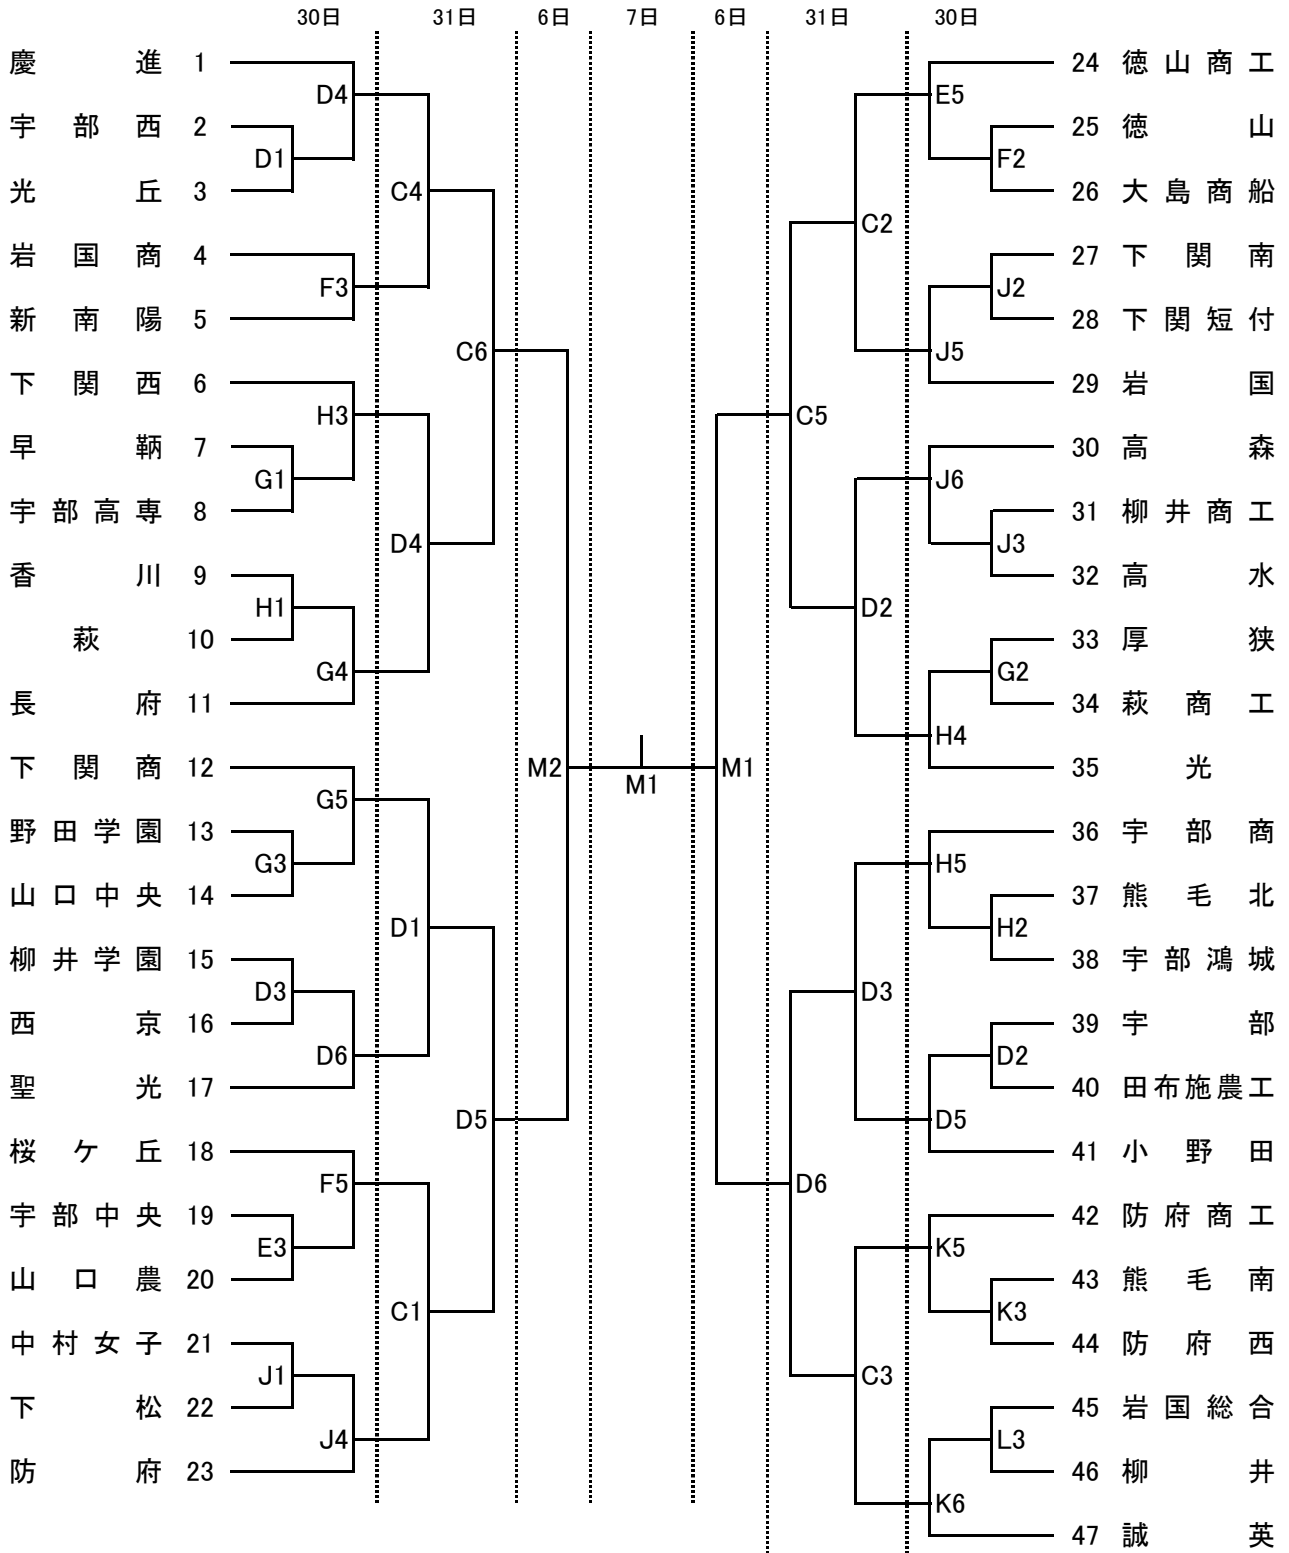 30日 31日 6日 7日 6日 31日 30日
慶進 1 24 徳山商工
D4 E5
宇部西 2 25 徳山
D1 F2
光丘 3 C4 26 大島商船
C2
岩国商 4 27 下関南
F3 J2
新南陽 5 28 下関短付
C6 J5
下関西 6 29 岩国
H3 C5
早鞆 7 30 高森
G1 J6
宇部高専 8 31 柳井商工
D4 J3
香川 9 32 高水
H1 D2
萩 10 33 厚狭
G4 G2
長府 11 34 萩商工
H4
下関商 12 M2 M1 M1 35 光
G5
野田学園 13 36 宇部商
G3 H5
山口中央 14 37 熊毛北
D1 H2
柳井学園 15 38 宇部鴻城
D3 D3
西京 16 39 宇部
D6 D2
聖光 17 40 田布施農工
D5 D5
桜ケ丘 18 41 小野田
F5 D6
宇部中央 19 42 防府商工
E3 K5
山口農 20 43 熊毛南
C1 K3
中村女子 21 44 防府西
J1 C3
下松 22 45 岩国総合
J4 L3
防府 23 46 柳井
K6
47 誠英